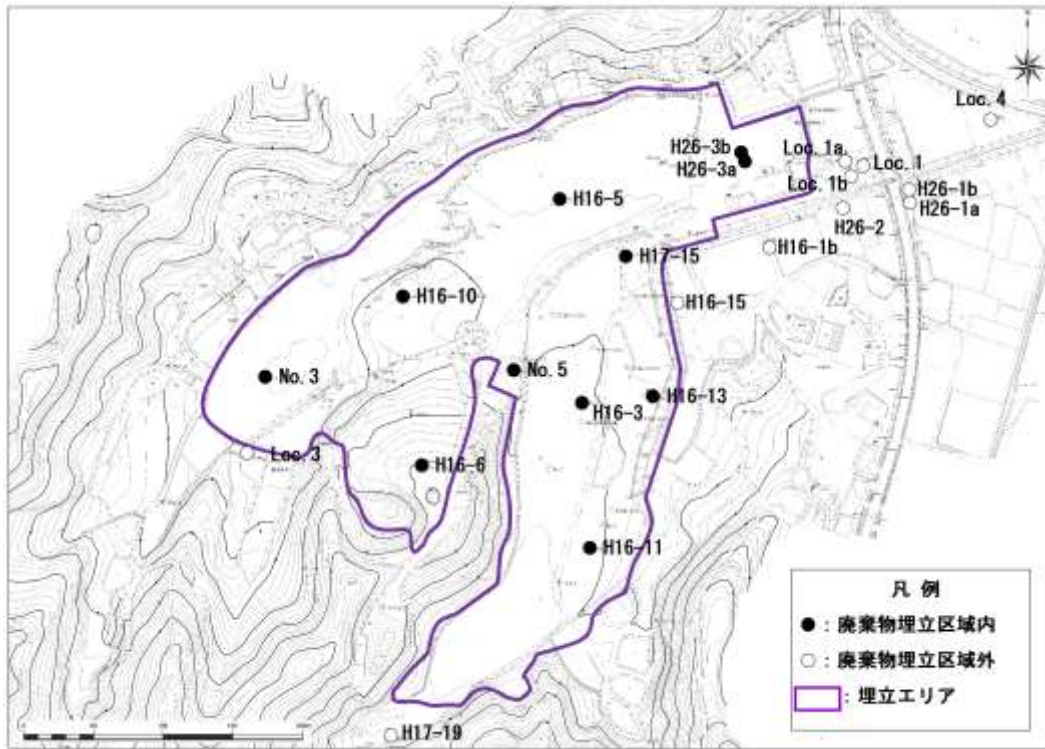 Loc. 4
H26-3b
H26-3a
Loc. 1a
Loc. 1
Loc. 1b
H26-1b
H26-1a
H16-5
H26-2
H16-1b
H17-15
H16-10
H16-15
No. 3
No. 5
H16-3
H16-13
Loc. 3
H16-6
H16-11
H17-19
凡 例
● : 廃棄物埋立区域内
○ : 廃棄物埋立区域外
: 埋立エリア